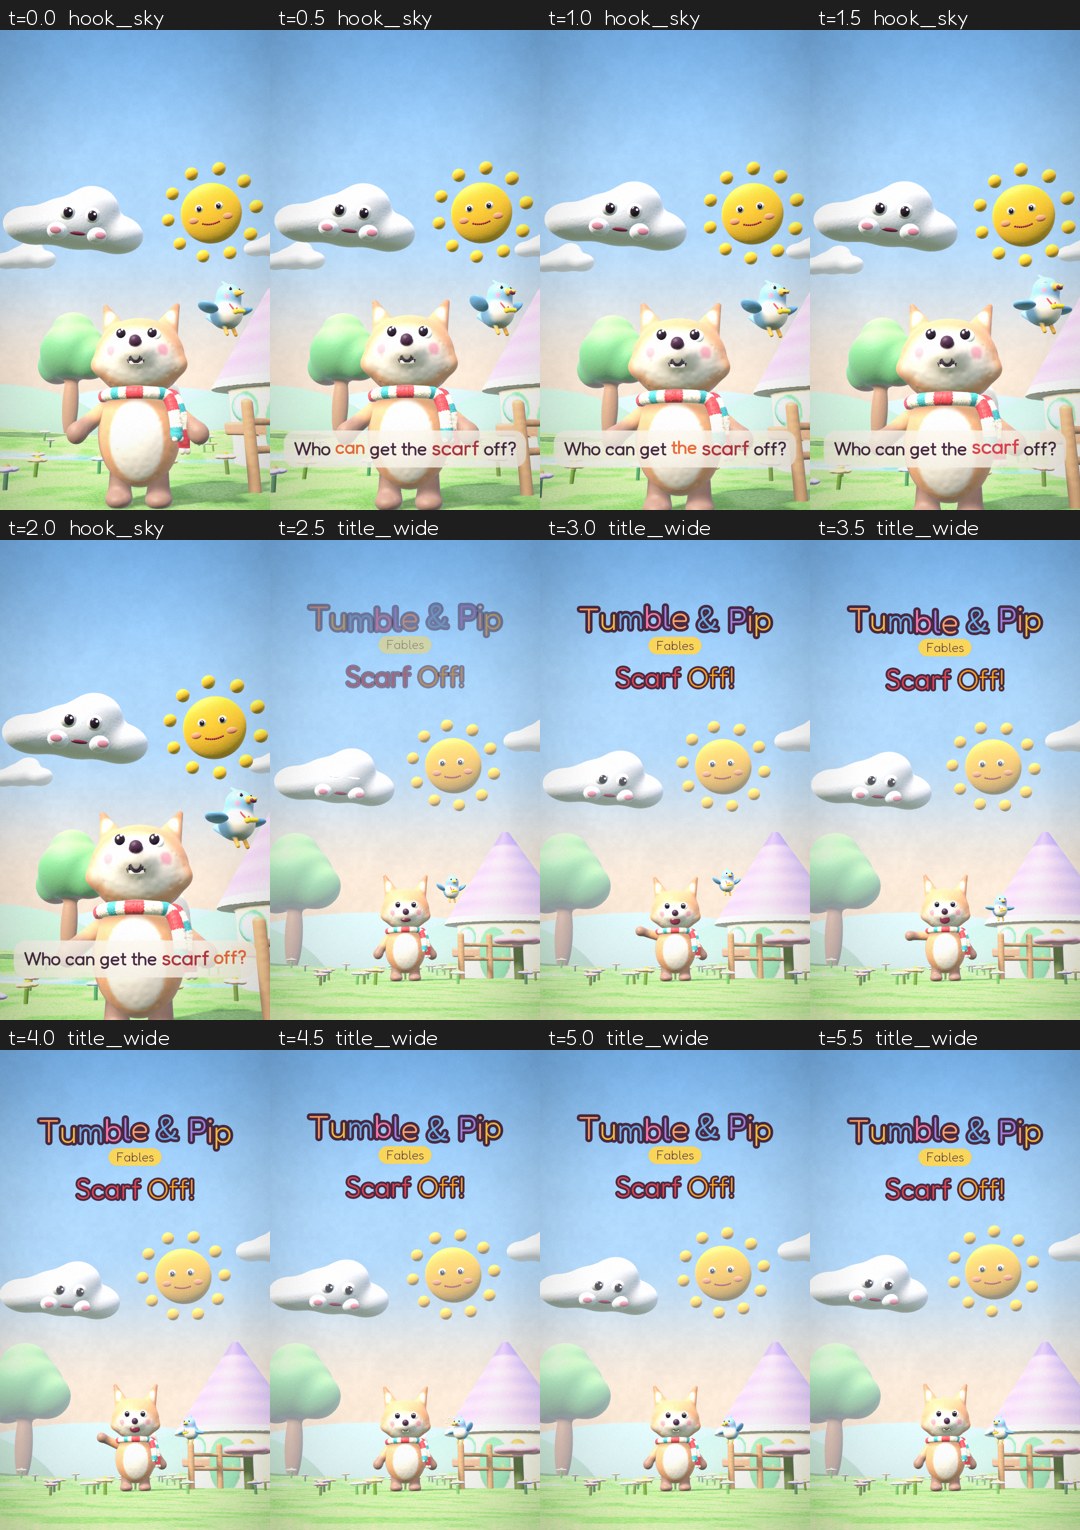 t=0.0 hook_sky
t=0.5 hook_sky
t=1.0 hook_sky
t=1.5 hook_sky
Who can get the scarf off?
Who can get the scarf off?
Who can get the scarf off?
t=2.0 hook_sky
t=2.5 title_wide
t=3.0 title_wide
t=3.5 title_wide
Tumble & Pip
Fables
Scarf Off!
Tumble & Pip
Fables
Scarf Off!
Tumble & Pip
Fables
Scarf Off!
Who can get the scarf off?
t=4.0 title_wide
t=4.5 title_wide
t=5.0 title_wide
t=5.5 title_wide
Tumble & Pip
Fables
Scarf Off!
Tumble & Pip
Fables
Scarf Off!
Tumble & Pip
Fables
Scarf Off!
Tumble & Pip
Fables
Scarf Off!